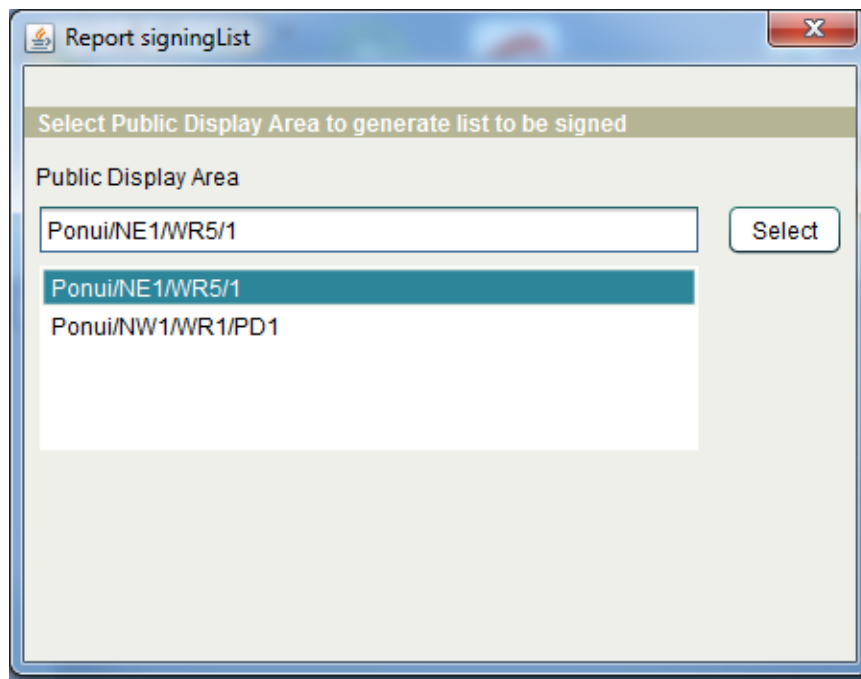 Report signingList
Select Public Display Area to generate list to be signed
Public Display Area
Ponui/NE1/WR5/1
Select
Ponui/NE1/WR5/1
Ponui/NW1/WR1/PD1